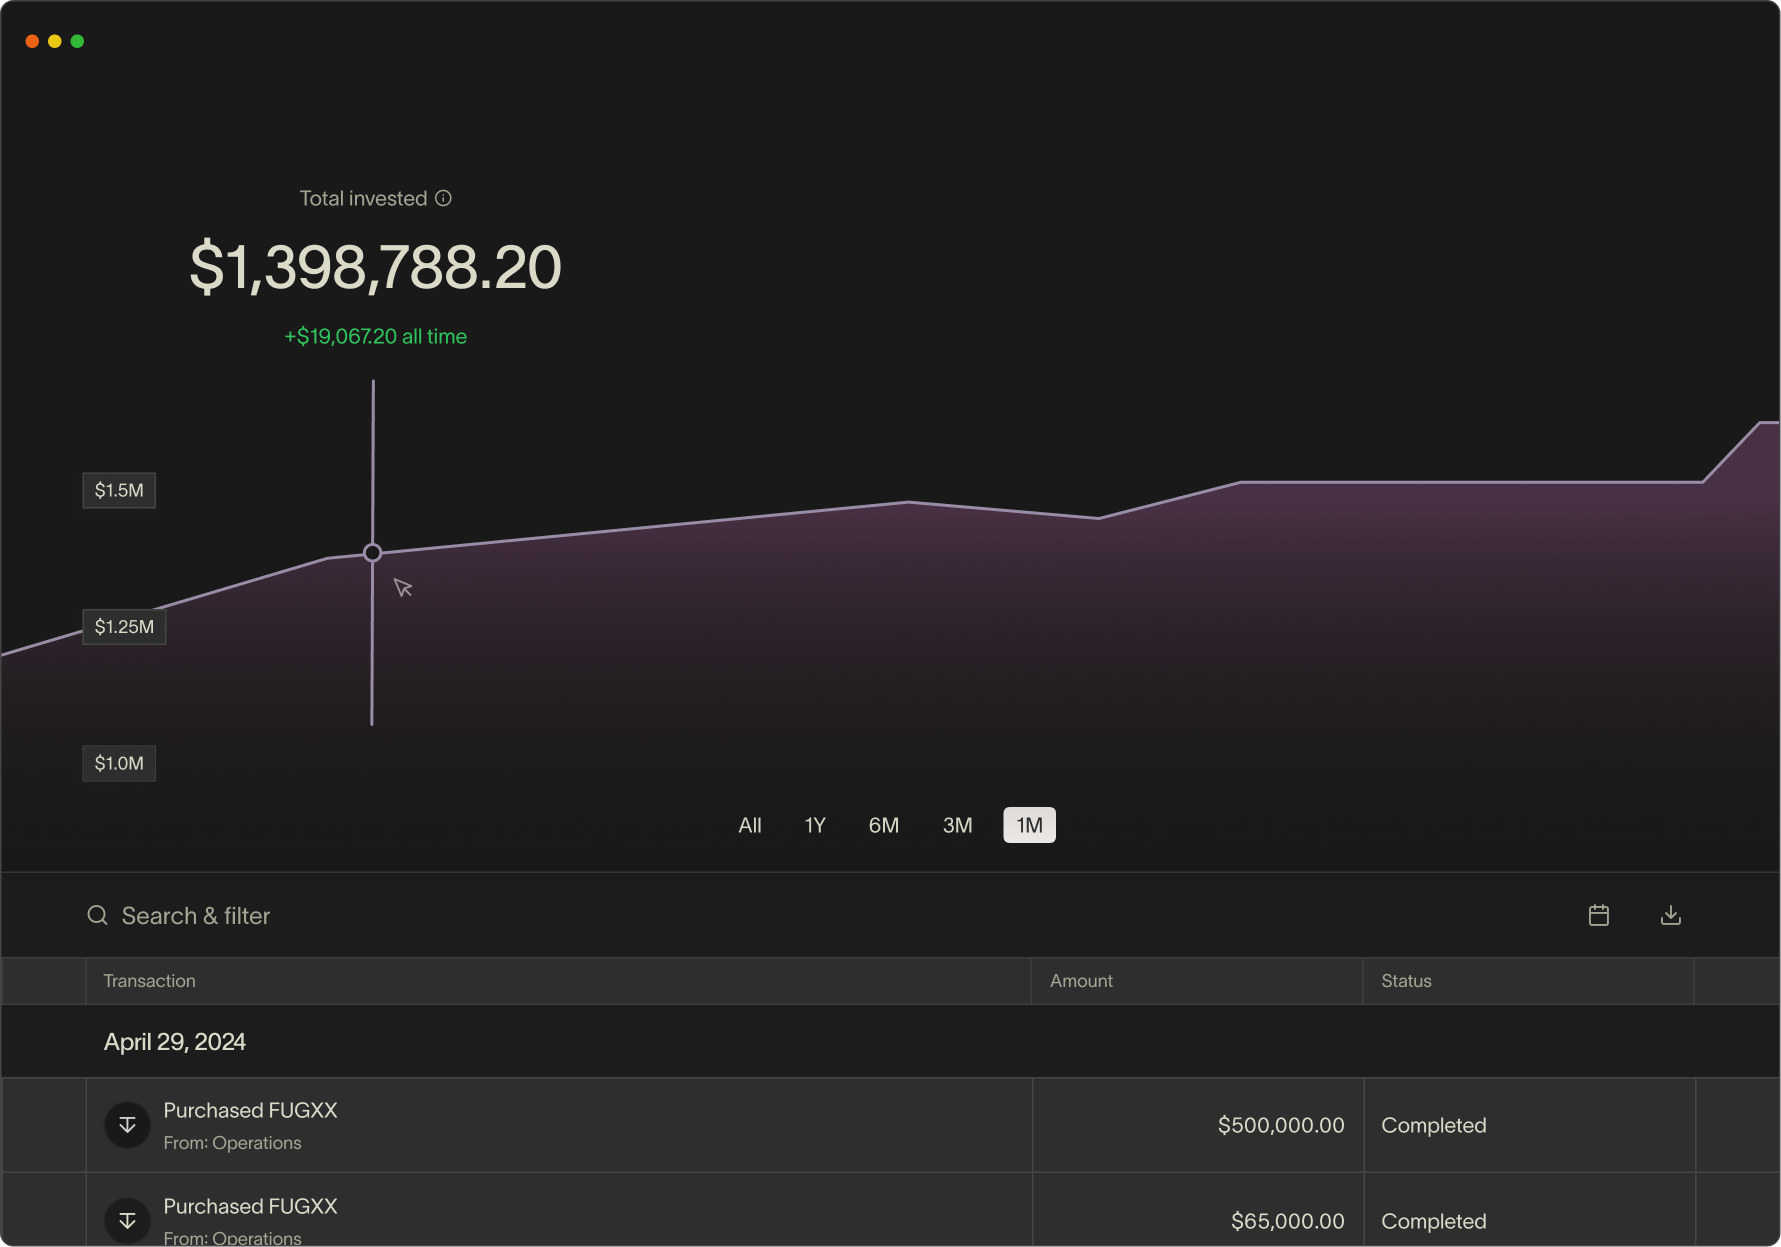 Total invested
$1,398,788.20
+$19,067.20 all time
$1.5M
$1.25M
$1.0M
All 1Y 6M 3M 1M
Search & filter
Transaction Amount Status
April 29, 2024
Purchased FUGXX
From: Operations
$500,000.00 Completed
Purchased FUGXX
From: Operations
$65,000.00 Completed